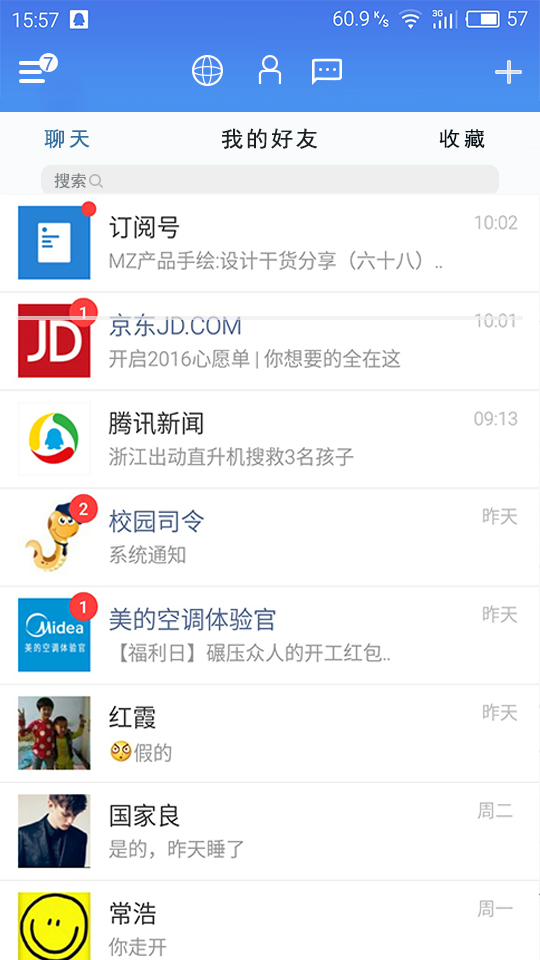 15:57 60.9 K/s 3G 57
7
聊天 我的好友 收藏
搜索
订阅号 10:02
MZ产品手绘:设计干货分享（六十八）..
JD 1 京东JD.COM 10:01
开启2016心愿单 | 你想要的全在这
腾讯新闻 09:13
浙江出动直升机搜救3名孩子
2 校园司令 昨天
系统通知
1 美的空调体验官 昨天
Midea
美的空调体验官
【福利日】碾压众人的开工红包..
红霞 昨天
假的
国家良 周二
是的，昨天睡了
常浩 周一
你走开